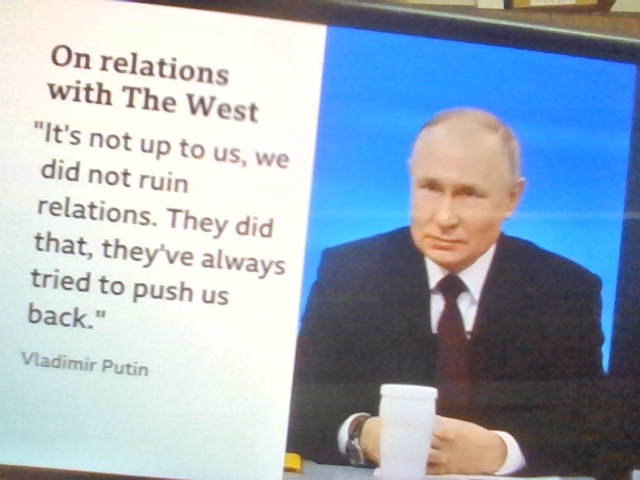 On relations
with The West
"It's not up to us, we
did not ruin
relations. They did
that, they've always
tried to push us
back."
Vladimir Putin